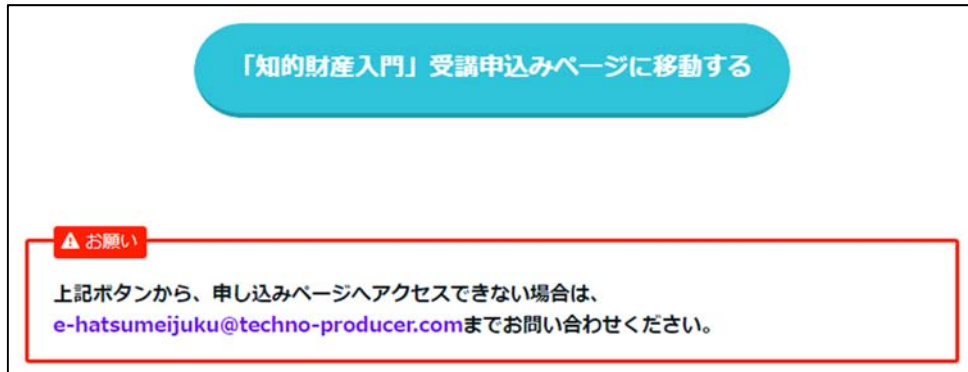 「知的財産入門」受講申込みページに移動する
お願い
上記ボタンから、申し込みページへアクセスできない場合は、
e-hatsumeijuku@techno-producer.comまでお問い合わせください。